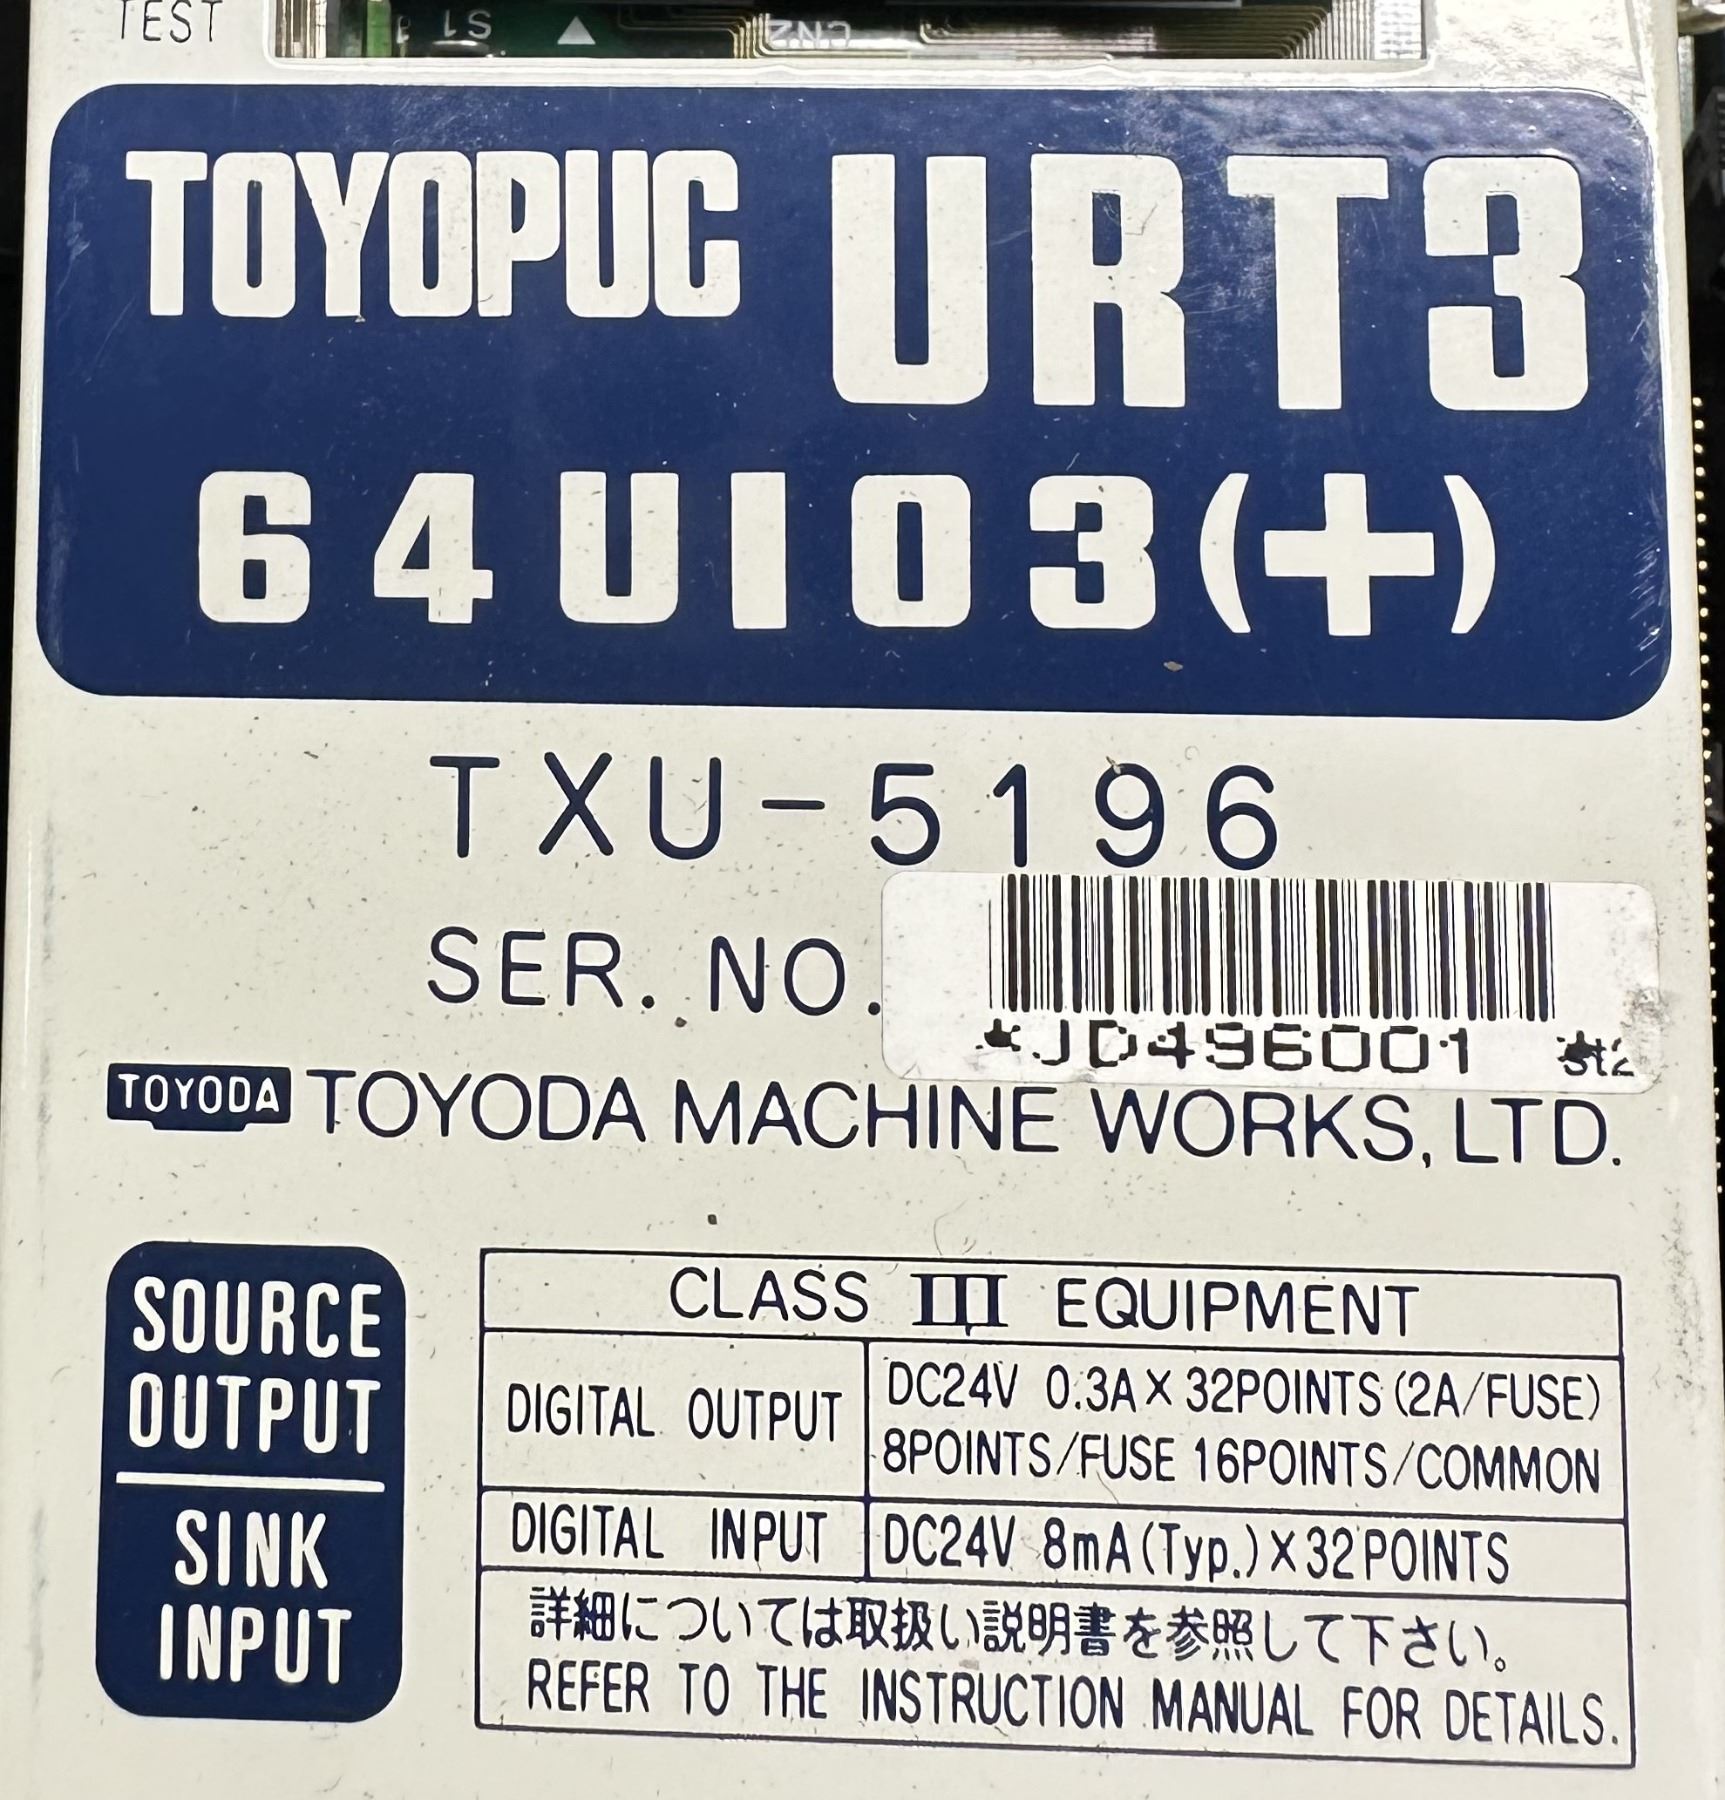 TEST
S1
CN2
TOYOPUC URT3
64UIO3(+)
TXU-5196
SER. NO.
*JD496001
TOYODA TOYODA MACHINE WORKS, LTD.
SOURCE
OUTPUT
SINK
INPUT
CLASS III EQUIPMENT
DIGITAL OUTPUT
DC24V 0.3A×32POINTS (2A/FUSE)
8POINTS/FUSE 16POINTS/COMMON
DIGITAL INPUT
DC24V 8mA(Typ.)×32POINTS
詳細については取扱い説明書を参照して下さい。
REFER TO THE INSTRUCTION MANUAL FOR DETAILS.